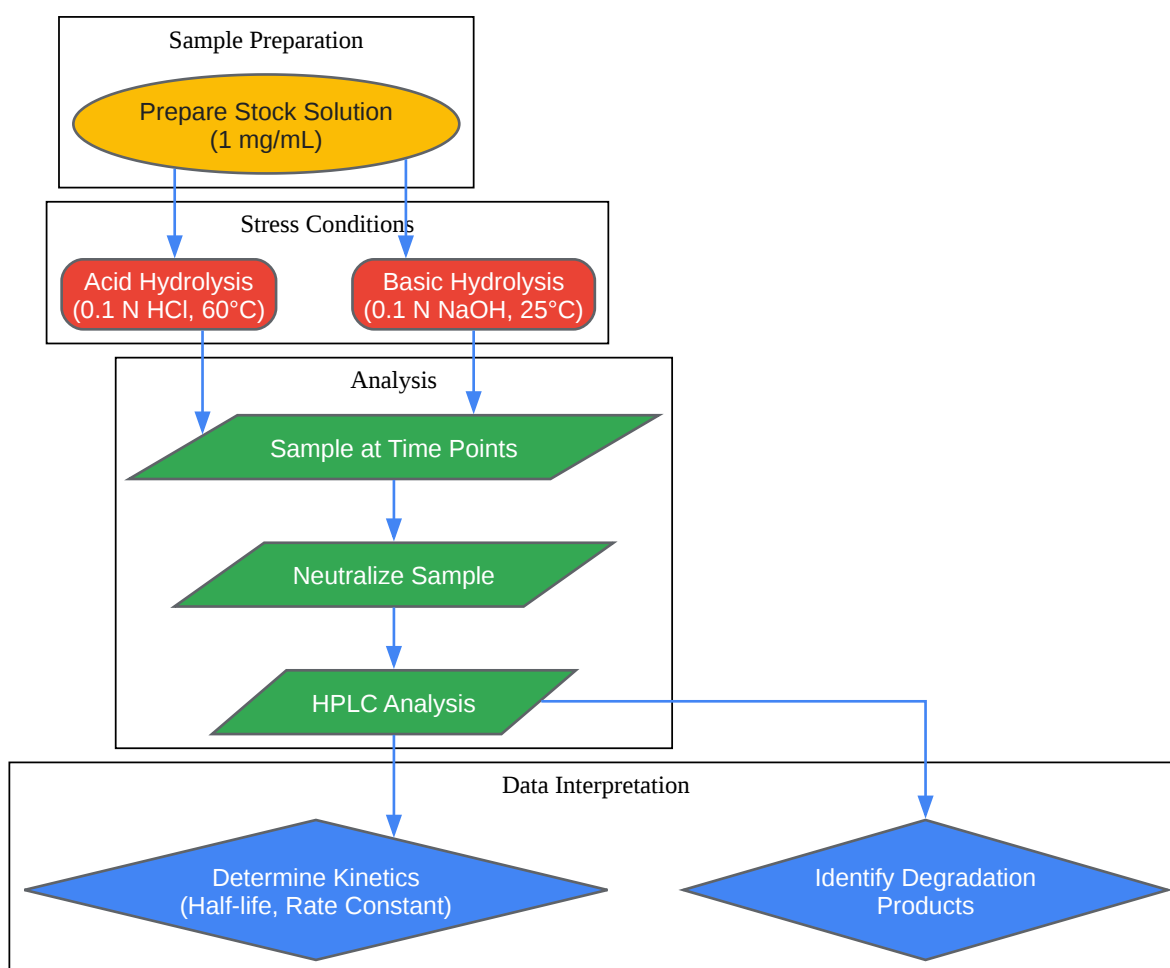 Sample Preparation
Prepare Stock Solution
(1 mg/mL)
Stress Conditions
Acid Hydrolysis
(0.1 N HCl, 60°C)
Basic Hydrolysis
(0.1 N NaOH, 25°C)
Analysis
Sample at Time Points
Neutralize Sample
HPLC Analysis
Data Interpretation
Determine Kinetics
(Half-life, Rate Constant)
Identify Degradation
Products